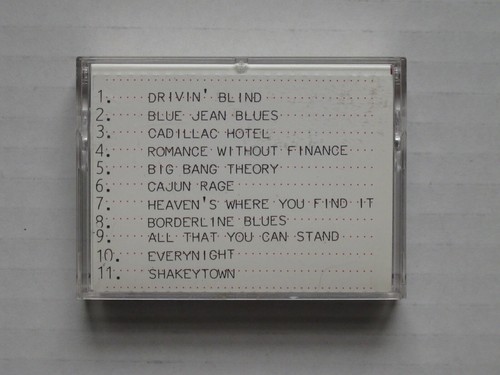 1. DRIVIN' BLIND
2. BLUE JEAN BLUES
3. CADILLAC HOTEL
4. ROMANCE WITHOUT FINANCE
5. BIG BANG THEORY
6. CAJUN RAGE
7. HEAVEN'S WHERE YOU FIND IT
8. BORDERLINE BLUES
9. ALL THAT YOU CAN STAND
10. EVERYNIGHT
11. SHAKEYTOWN